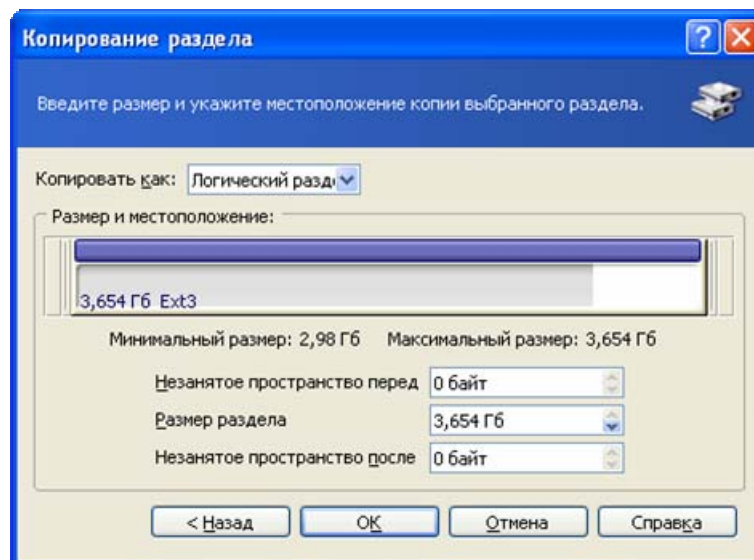 Копирование раздела
Введите размер и укажите местоположение копии выбранного раздела.
Копировать как: Логический разд
Размер и местоположение:
3,654 Гб Ext3
Минимальный размер: 2,98 Гб Максимальный размер: 3,654 Гб
Незанятое пространство перед 0 байт
Размер раздела 3,654 Гб
Незанятое пространство после 0 байт
< Назад ОК Отмена Справка